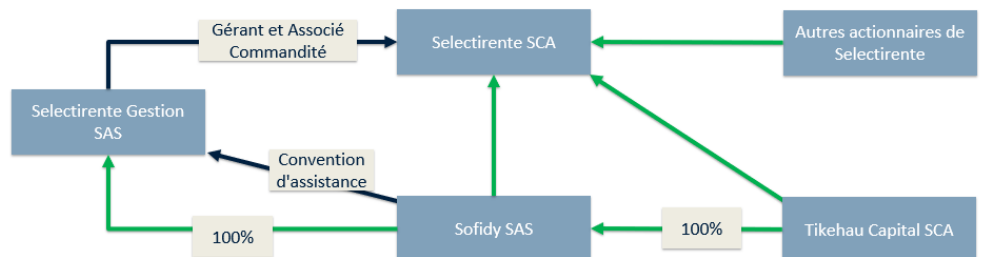 Gérant et Associé
Commandité
Selectirente SCA
Autres actionnaires de
Selectirente
Selectirente Gestion
SAS
Convention
d'assistance
100%
Sofidy SAS
100%
Tikehau Capital SCA